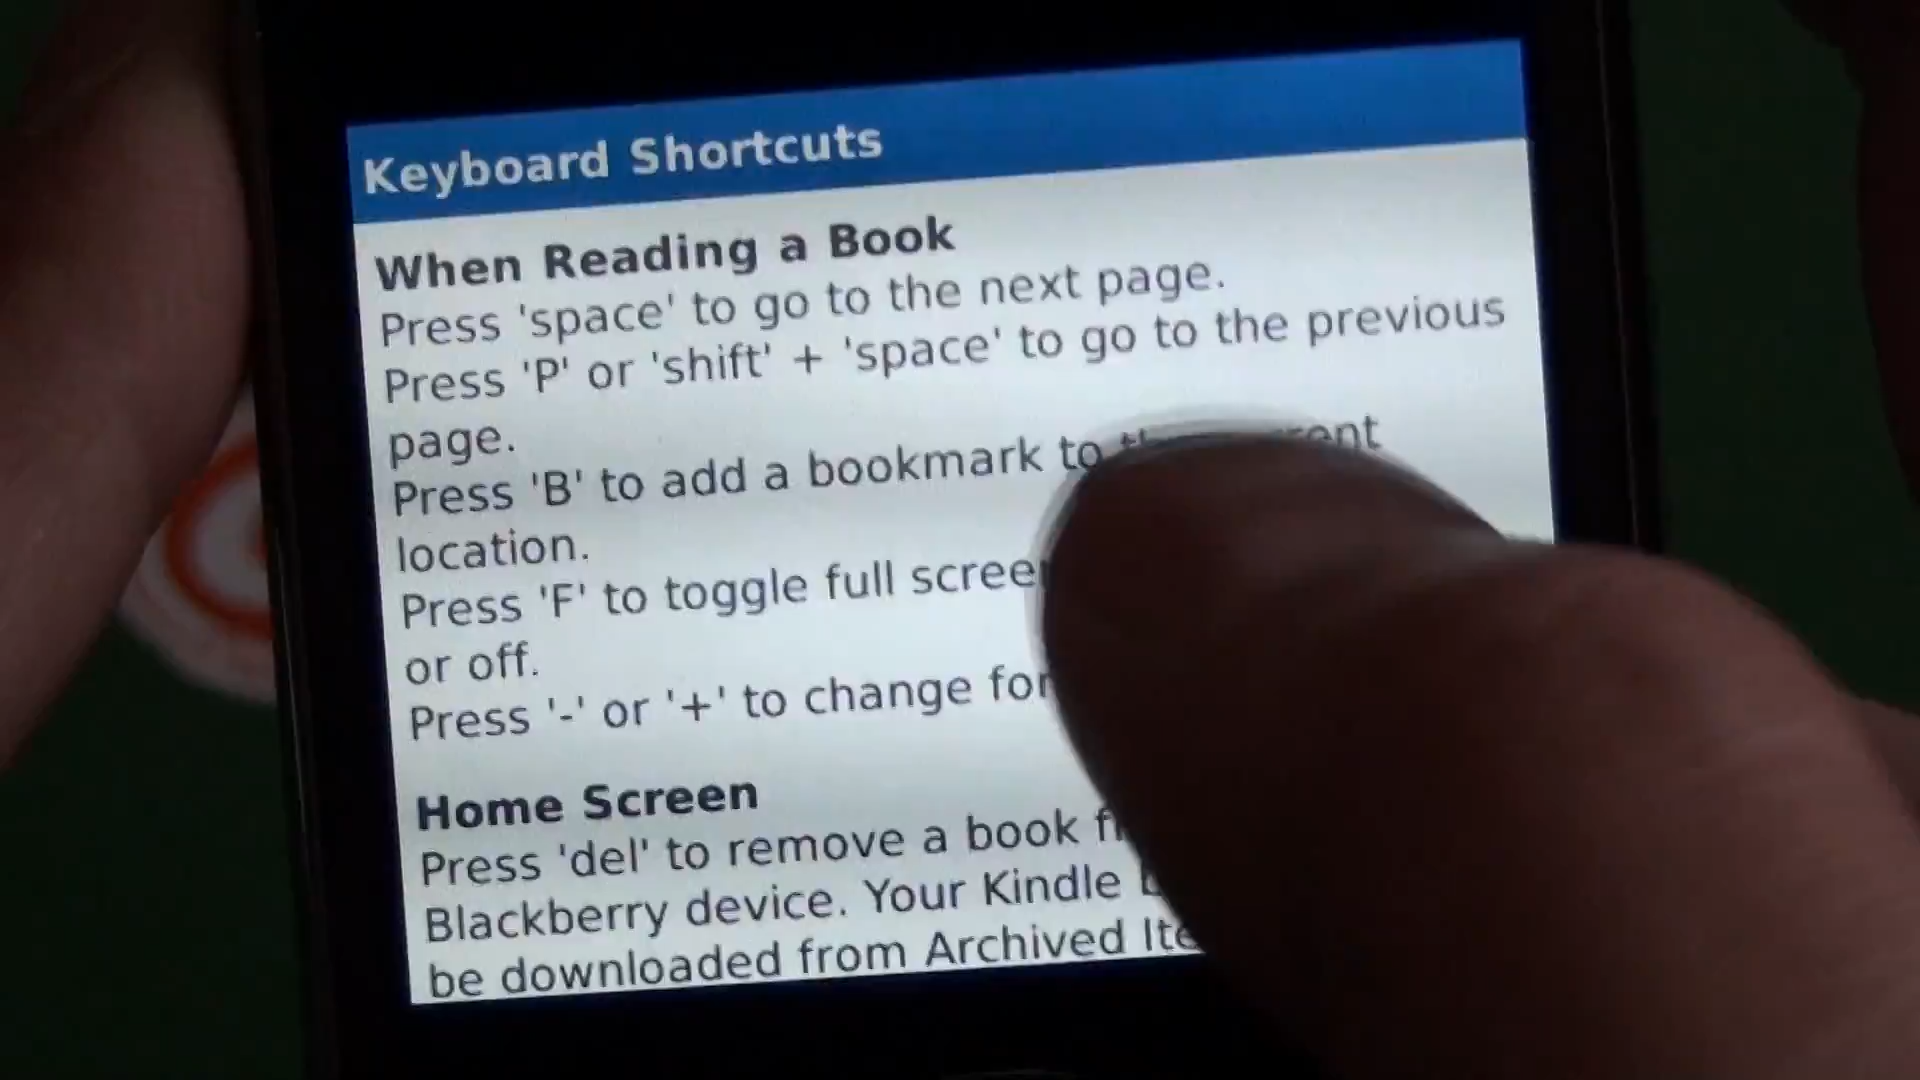 Keyboard Shortcuts
When Reading a Book
Press 'space' to go to the next page.
Press 'P' or 'shift' + 'space' to go to the previous
page.
Press 'B' to add a bookmark to
location.
Press 'F' to toggle full
or off.
Press '-' or '+' to change
Home Screen
Press 'del' to remove a book
Blackberry device. Your Kindle
be downloaded from Archived